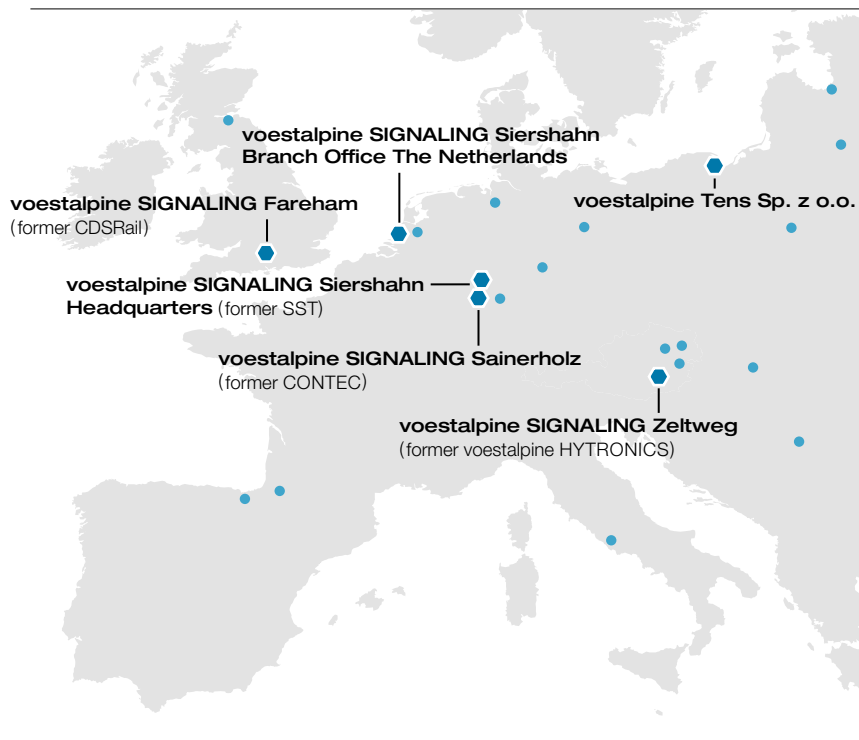 voestalpine SIGNALING Siershahn
Branch Office The Netherlands
voestalpine Tens Sp. z o.o.
voestalpine SIGNALING Fareham
(former CDSRail)
voestalpine SIGNALING Siershahn
Headquarters (former SST)
voestalpine SIGNALING Sainerholz
(former CONTEC)
voestalpine SIGNALING Zeltweg
(former voestalpine HYTRONICS)